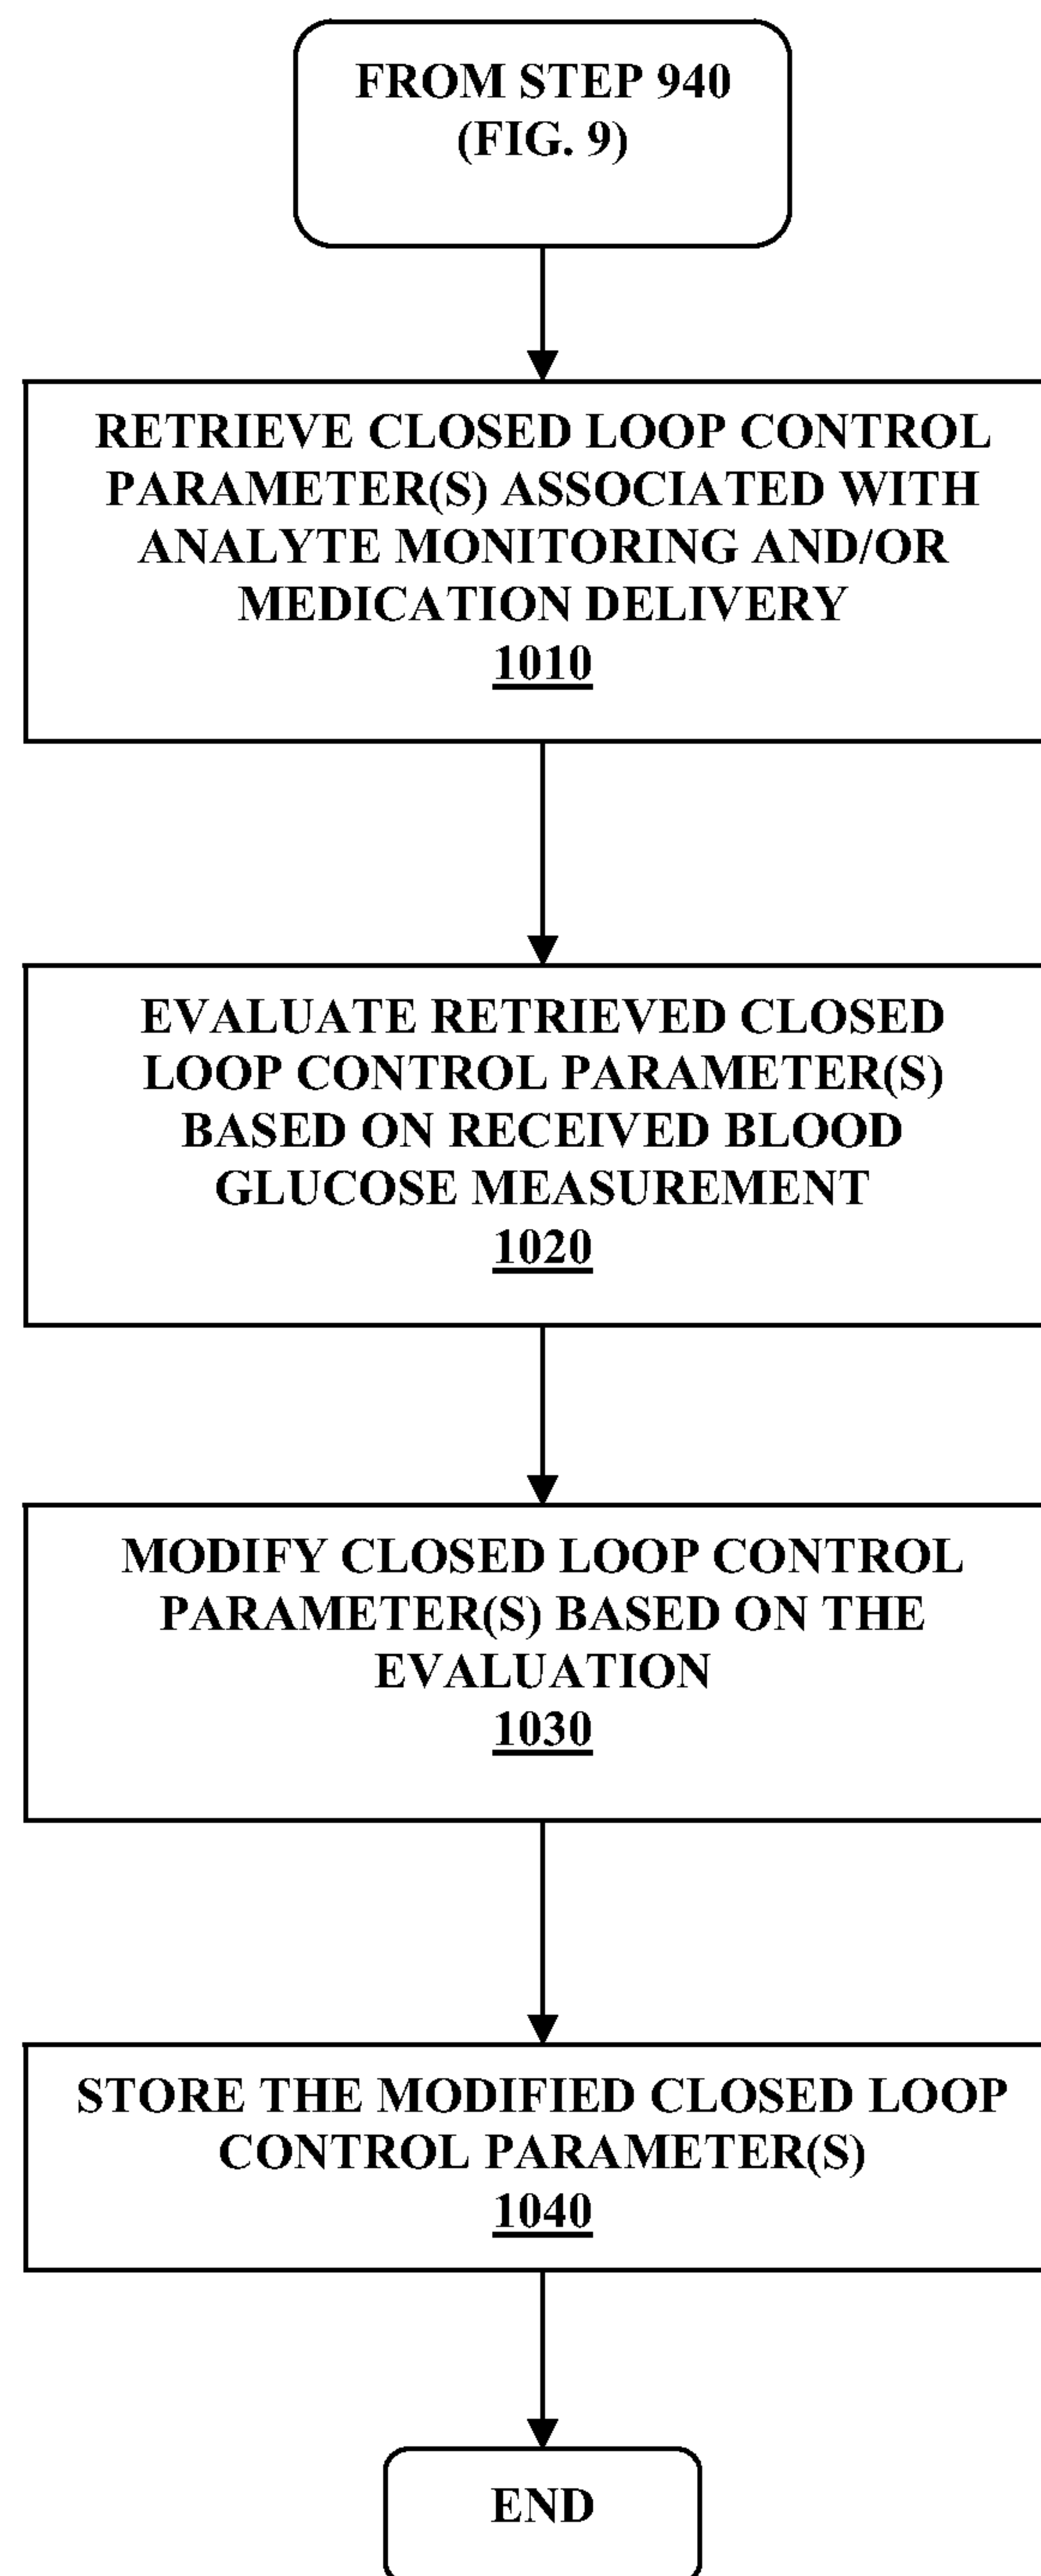 FROM STEP 940
(FIG. 9)
RETRIEVE CLOSED LOOP CONTROL
PARAMETER(S) ASSOCIATED WITH
ANALYTE MONITORING AND/OR
MEDICATION DELIVERY
1010
EVALUATE RETRIEVED CLOSED
LOOP CONTROL PARAMETER(S)
BASED ON RECEIVED BLOOD
GLUCOSE MEASUREMENT
1020
MODIFY CLOSED LOOP CONTROL
PARAMETER(S) BASED ON THE
EVALUATION
1030
STORE THE MODIFIED CLOSED LOOP
CONTROL PARAMETER(S)
1040
END